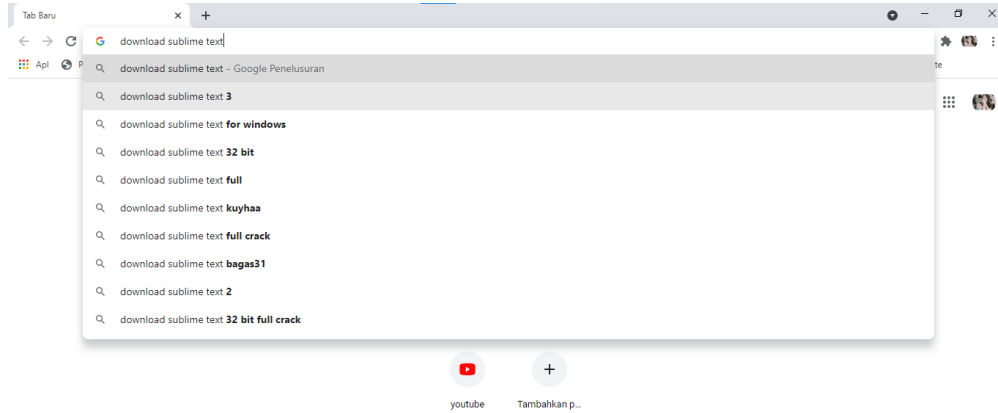 Tab Baru
download sublime text
Apl
P
te
download sublime text - Google Penelusuran
download sublime text 3
download sublime text for windows
download sublime text 32 bit
download sublime text full
download sublime text kuyhaa
download sublime text full crack
download sublime text bagas31
download sublime text 2
download sublime text 32 bit full crack
youtube
Tambahkan p...